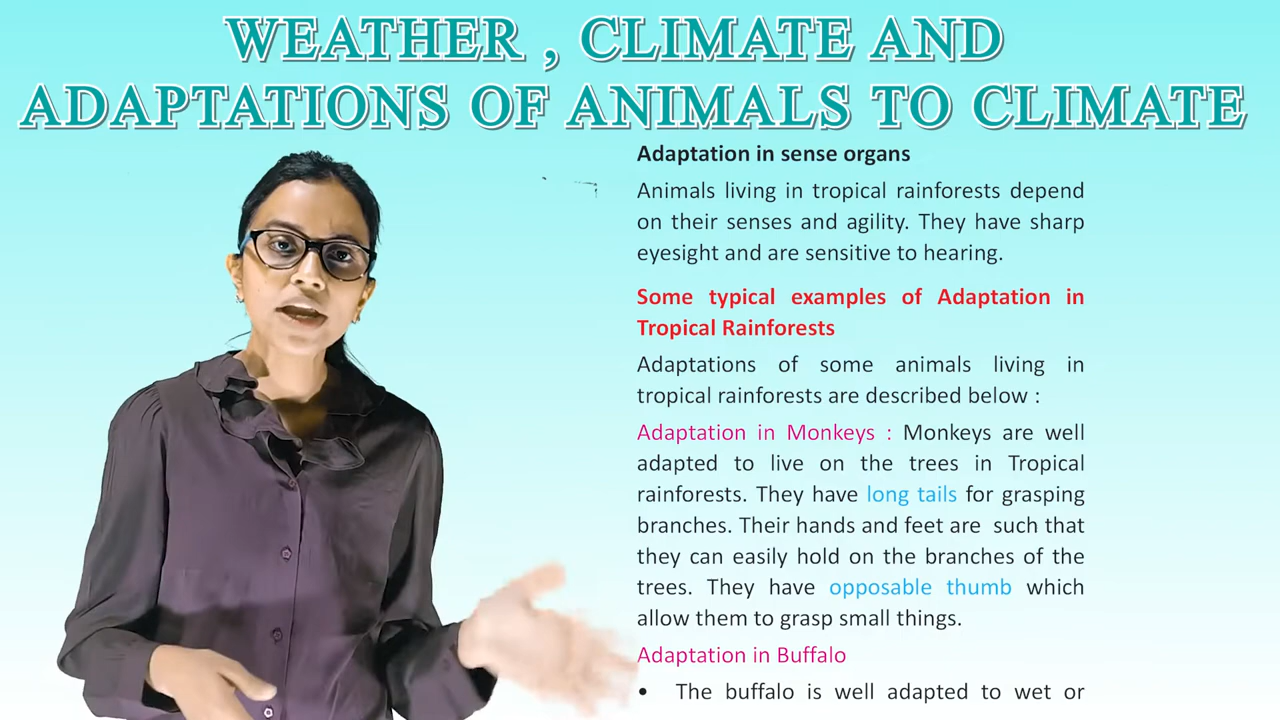 WEATHER , CLIMATE AND
ADAPTATIONS OF ANIMALS TO CLIMATE
Adaptation in sense organs
Animals living in tropical rainforests depend
on their senses and agility. They have sharp
eyesight and are sensitive to hearing.
Some typical examples of Adaptation in
Tropical Rainforests
Adaptations of some animals living in
tropical rainforests are described below :
Adaptation in Monkeys : Monkeys are well
adapted to live on the trees in Tropical
rainforests. They have long tails for grasping
branches. Their hands and feet are such that
they can easily hold on the branches of the
trees. They have opposable thumb which
allow them to grasp small things.
Adaptation in Buffalo
• The buffalo is well adapted to wet or